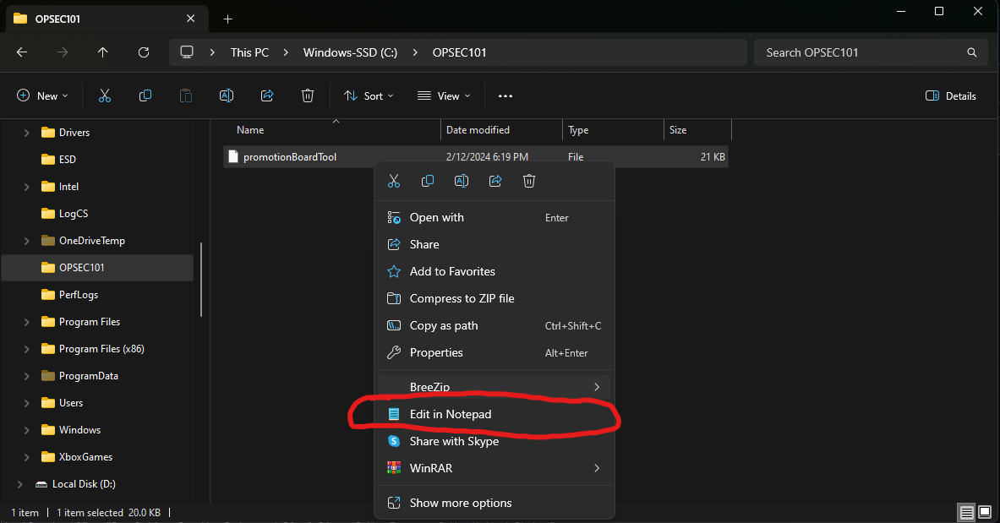 OPSEC101
This PC > Windows-SSD (C:) > OPSEC101
Search OPSEC101
New
Sort
View
Details
Name
Date modified
Type
Size
promotionBoardTool
2/12/2024 6:19 PM
File
21 KB
Drivers
ESD
Intel
LogCS
OneDriveTemp
OPSEC101
PerfLogs
Program Files
Program Files (x86)
ProgramData
Users
Windows
XboxGames
Local Disk (D:)
Open with Enter
Share
Add to Favorites
Compress to ZIP file
Copy as path Ctrl+Shift+C
Properties Alt+Enter
BreeZip
Edit in Notepad
Share with Skype
WinRAR
Show more options
1 item | 1 item selected 20.0 KB |